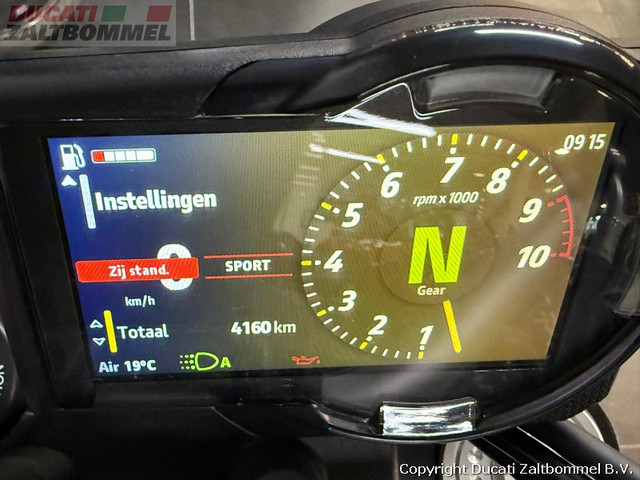 DUCATI
ZALTBOMMEL
09 15
Instellingen
Zij stand.
0
SPORT
km/h
Totaal
4160 km
Air 19°C
A
1
2
3
4
5
6
7
8
9
10
rpm x 1000
N
Gear
Copyright Ducati Zaltbommel B.V.